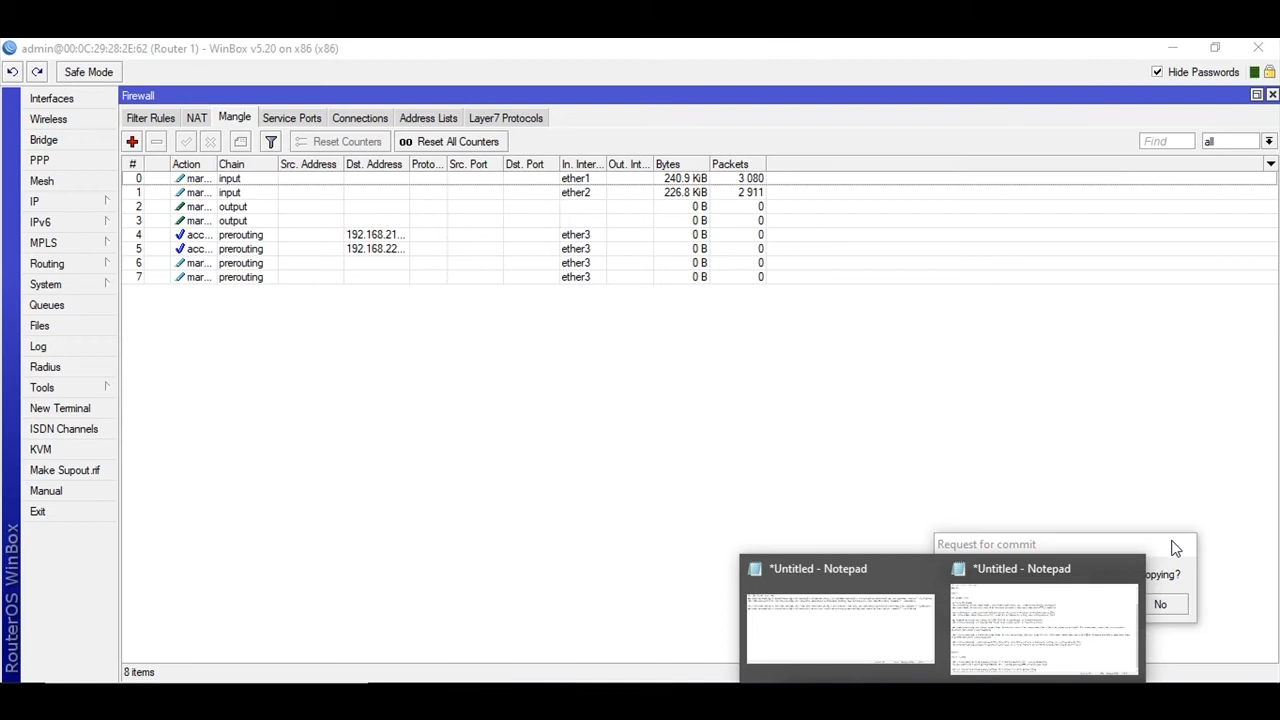 admin@00:0C:29:28:2E:62 (Router 1) - WinBox v5.20 on x86 (x86)
Safe Mode
Hide Passwords
Interfaces
Wireless
Bridge
PPP
Mesh
IP
IPv6
MPLS
Routing
System
Queues
Files
Log
Radius
Tools
New Terminal
ISDN Channels
KVM
Make Supout.rif
Manual
Exit
RouterOS WinBox
Firewall
Filter Rules NAT Mangle Service Ports Connections Address Lists Layer7 Protocols
Reset Counters 00 Reset All Counters Find all
# Action Chain Src. Address Dst. Address Proto... Src. Port Dst. Port In. Inter... Out. Int... Bytes Packets
0 mar... input ether1 240.9 KiB 3 080
1 mar... input ether2 226.8 KiB 2 911
2 mar... output 0 B 0
3 mar... output 0 B 0
4 acc... prerouting 192.168.21... ether3 0 B 0
5 acc... prerouting 192.168.22... ether3 0 B 0
6 mar... prerouting ether3 0 B 0
7 mar... prerouting ether3 0 B 0
8 items
Request for commit
opying?
No
*Untitled - Notepad
*Untitled - Notepad